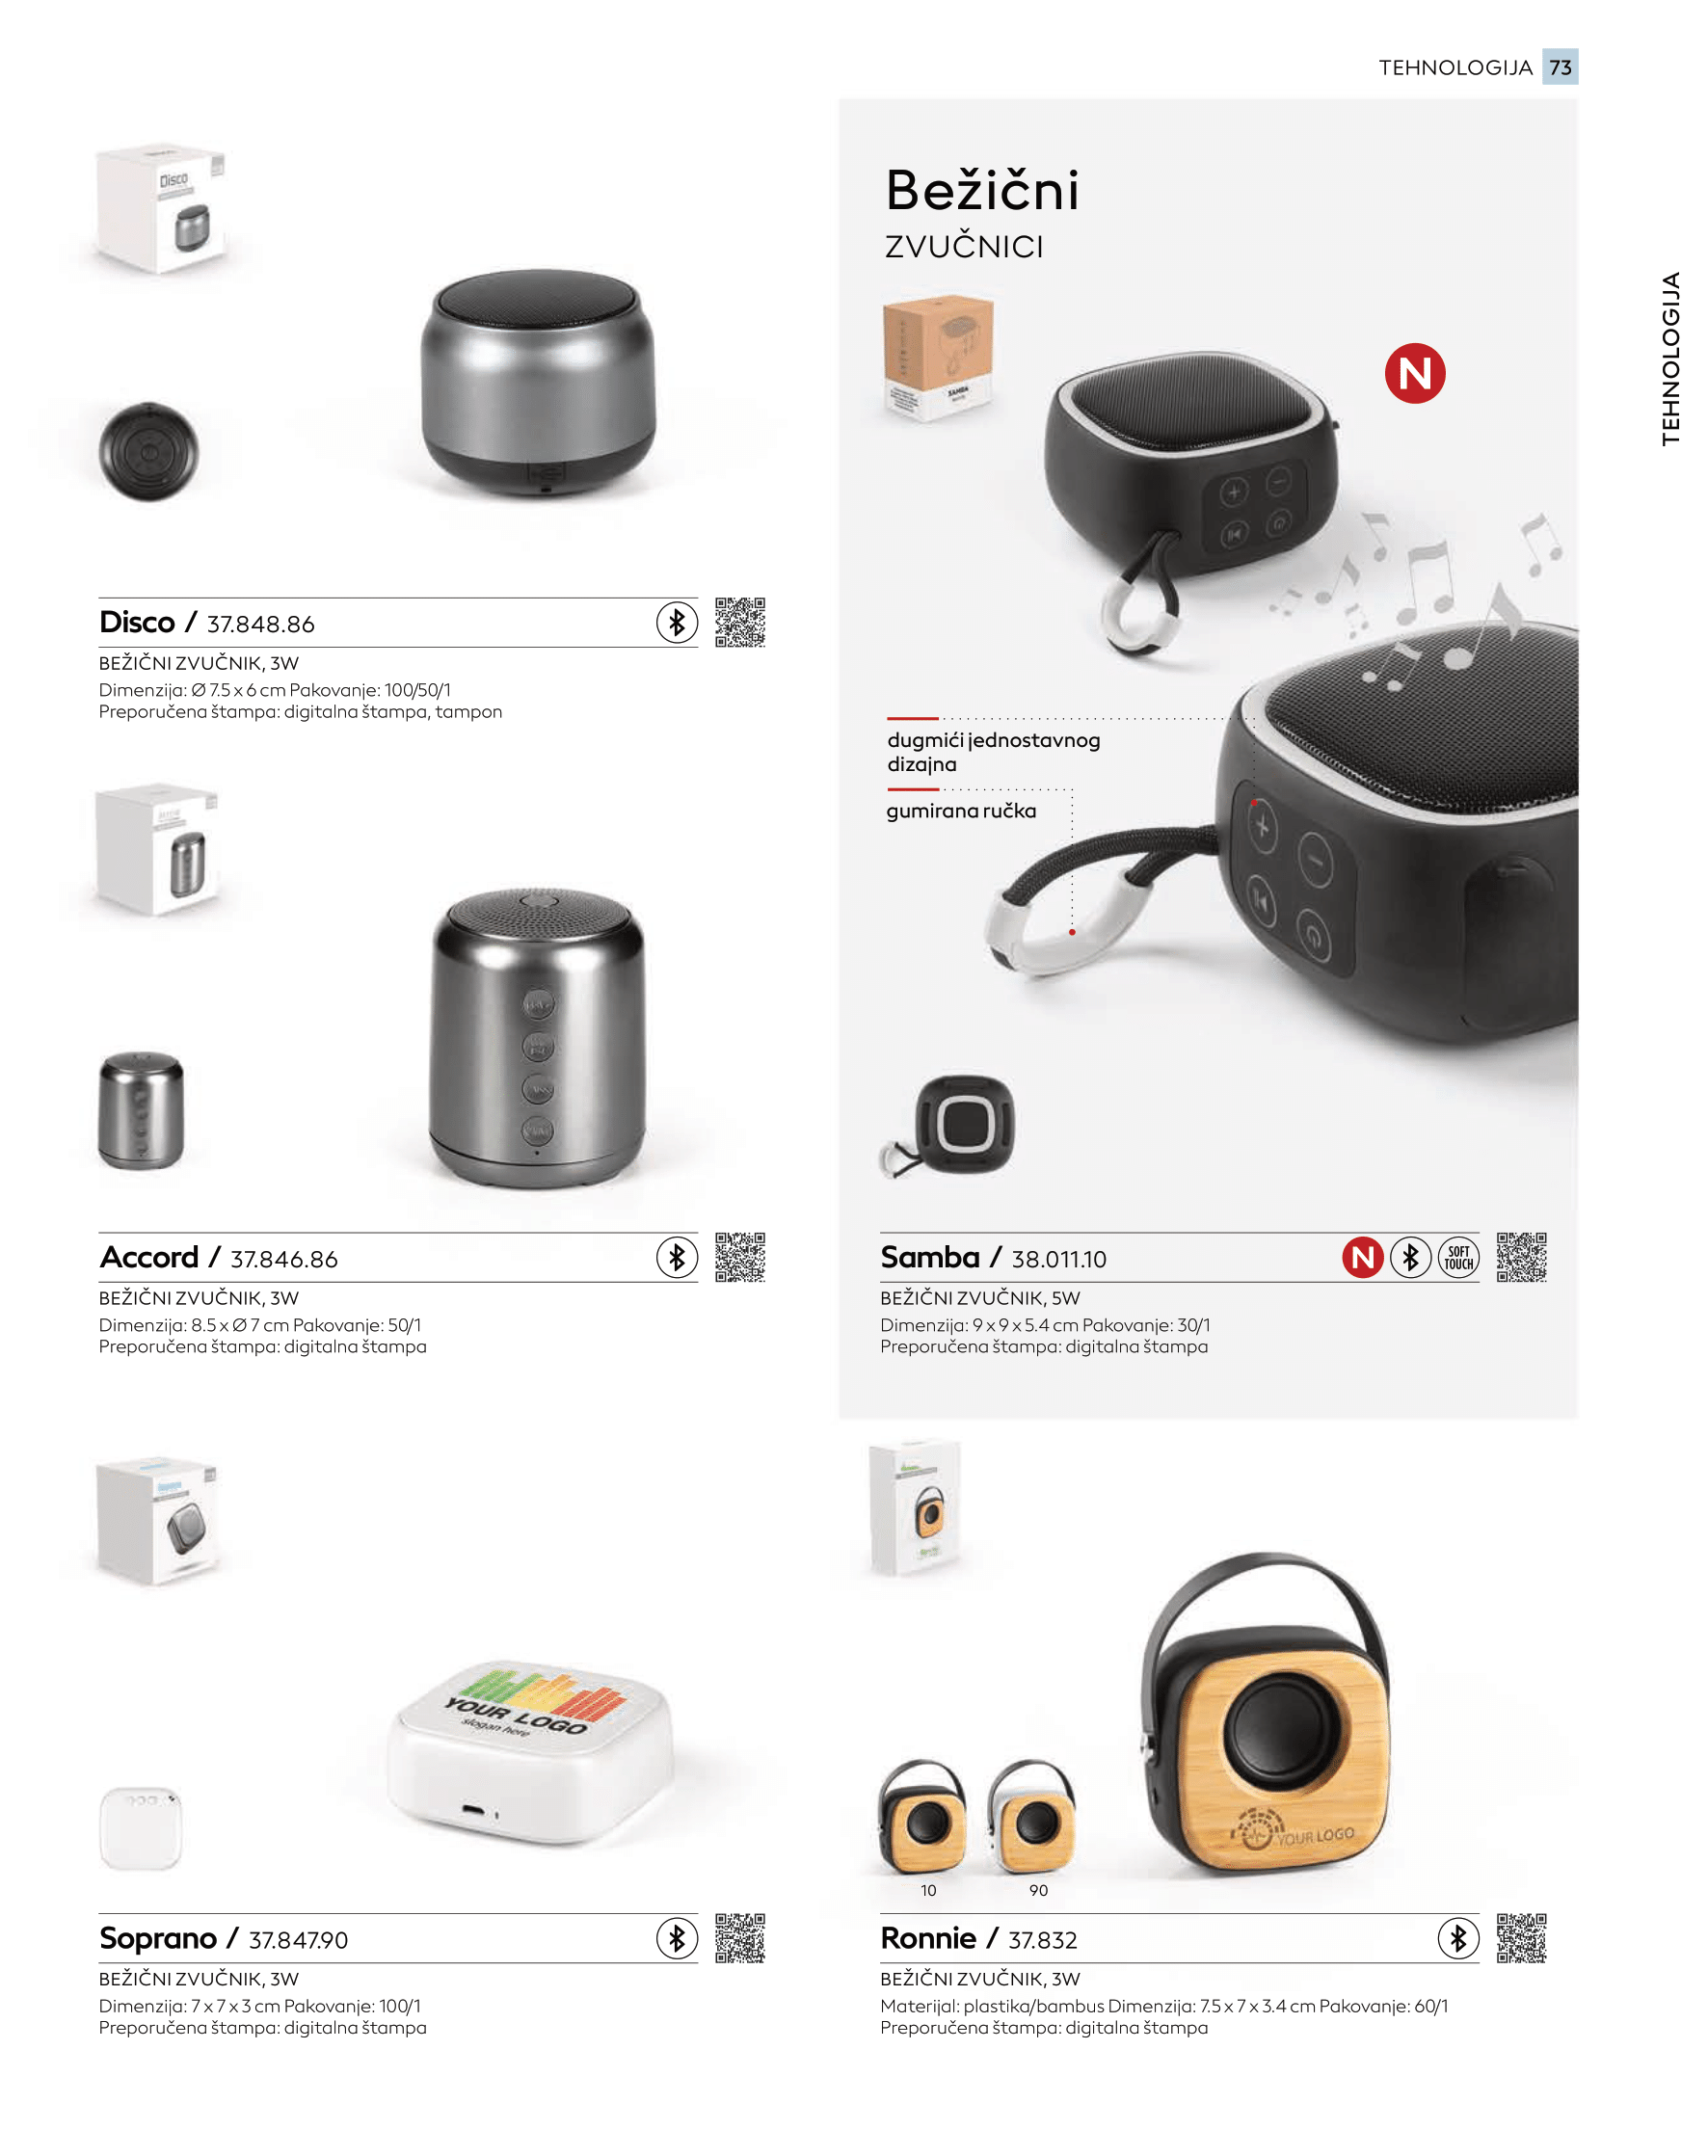 TEHNOLOGIJA 73
TEHNOLOGIJA
Disco
Disco / 37.848.86
BEŽIČNI ZVUČNIK, 3W
Dimenzija: Ø 7.5 x 6 cm Pakovanje: 100/50/1
Preporučena štampa: digitalna štampa, tampon
Accord / 37.846.86
BEŽIČNI ZVUČNIK, 3W
Dimenzija: 8.5 x Ø 7 cm Pakovanje: 50/1
Preporučena štampa: digitalna štampa
YOUR LOGO
slogan here
Soprano / 37.847.90
BEŽIČNI ZVUČNIK, 3W
Dimenzija: 7 x 7 x 3 cm Pakovanje: 100/1
Preporučena štampa: digitalna štampa
Bežični
ZVUČNICI
SAMBA
N
dugmići jednostavnog
dizajna
gumirana ručka
Samba / 38.011.10
N
SOFT
TOUCH
BEŽIČNI ZVUČNIK, 5W
Dimenzija: 9 x 9 x 5.4 cm Pakovanje: 30/1
Preporučena štampa: digitalna štampa
YOUR LOGO
10
90
Ronnie / 37.832
BEŽIČNI ZVUČNIK, 3W
Materijal: plastika/bambus Dimenzija: 7.5 x 7 x 3.4 cm Pakovanje: 60/1
Preporučena štampa: digitalna štampa